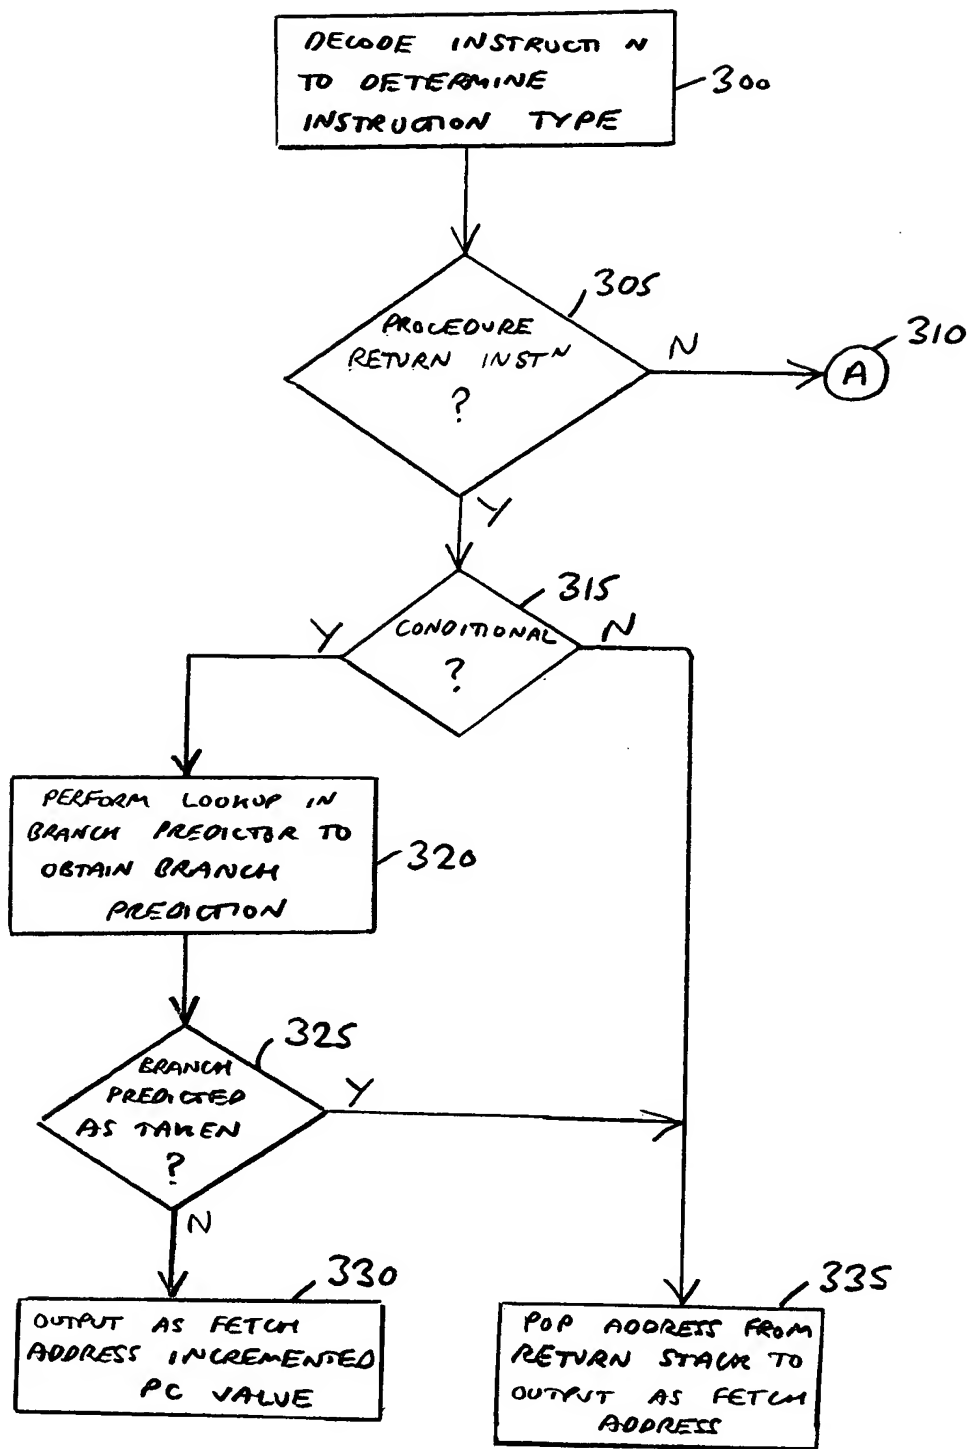 DECODE INSTRUCTI N
TO DETERMINE
INSTRUCTION TYPE
300
305
PROCEDURE
RETURN INSTN
?
N
310
A
Y
315
CONDITIONAL
?
Y
N
PERFORM LOOKUP IN
BRANCH PREDICTOR TO
OBTAIN BRANCH
PREDICTION
320
325
BRANCH
PREDICTED
AS TAKEN
?
Y
N
330
OUTPUT AS FETCH
ADDRESS INCREMENTED
PC VALUE
335
POP ADDRESS FROM
RETURN STACK TO
OUTPUT AS FETCH
ADDRESS